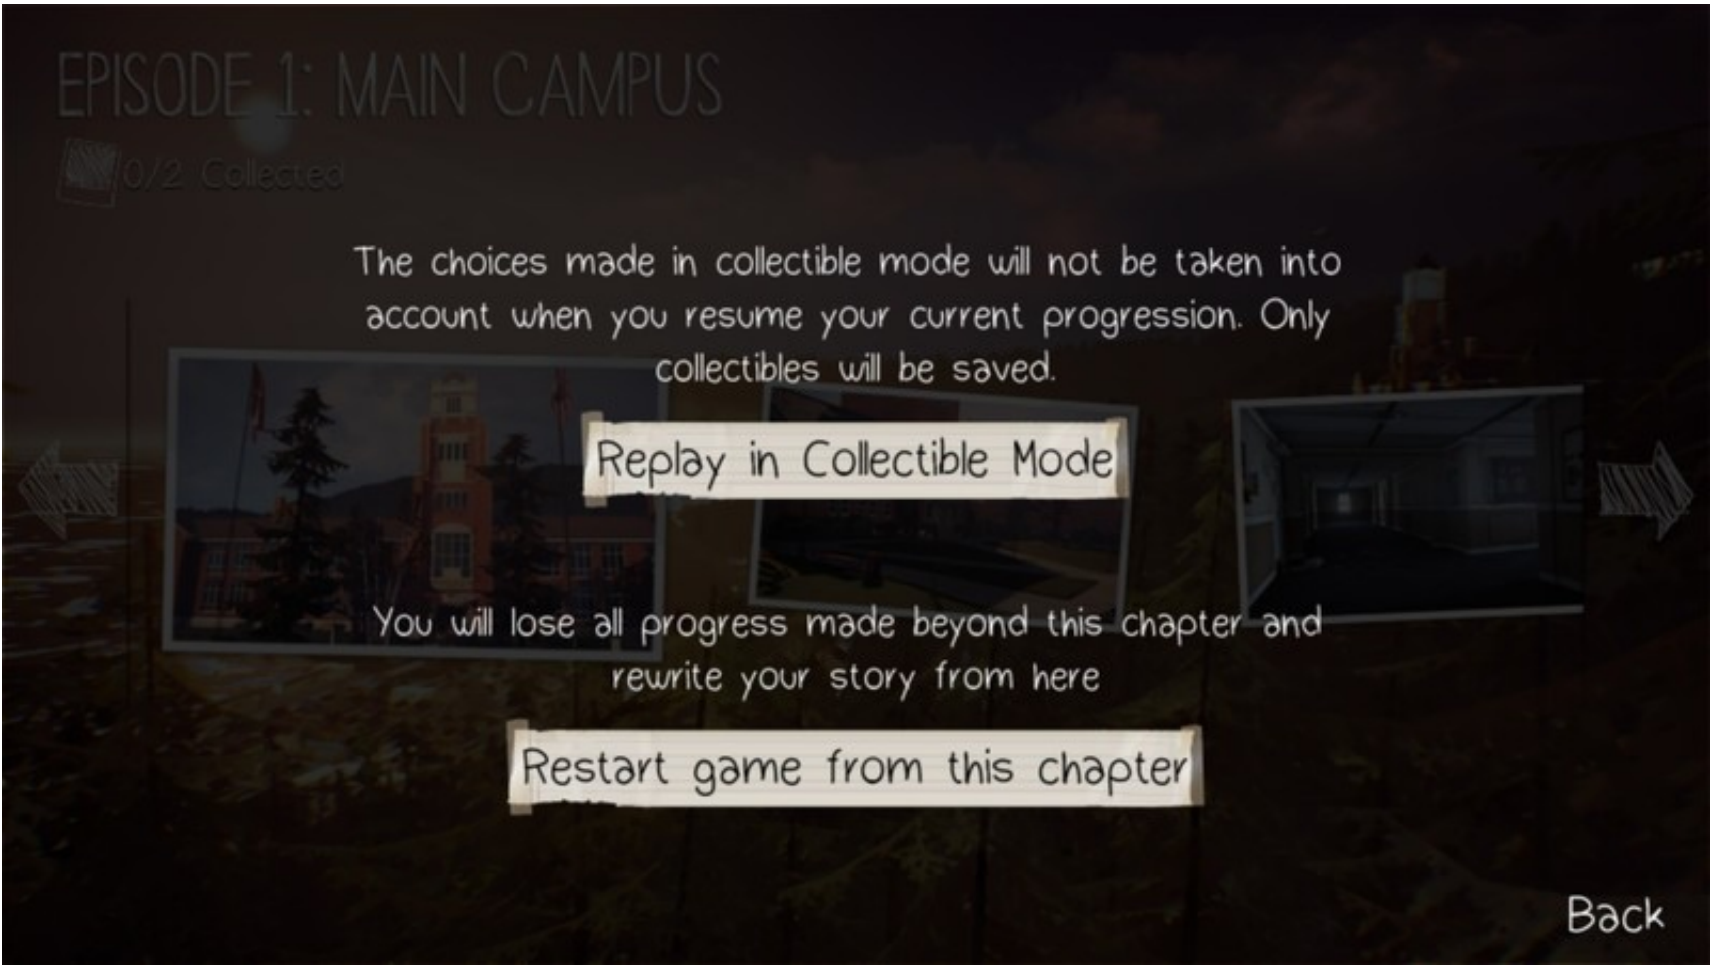 EPISODE 1: MAIN CAMPUS
0/2 Collected
The choices made in collectible mode will not be taken into
account when you resume your current progression. Only
collectibles will be saved.
Replay in Collectible Mode
You will lose all progress made beyond this chapter and
rewrite your story from here
Restart game from this chapter
Back